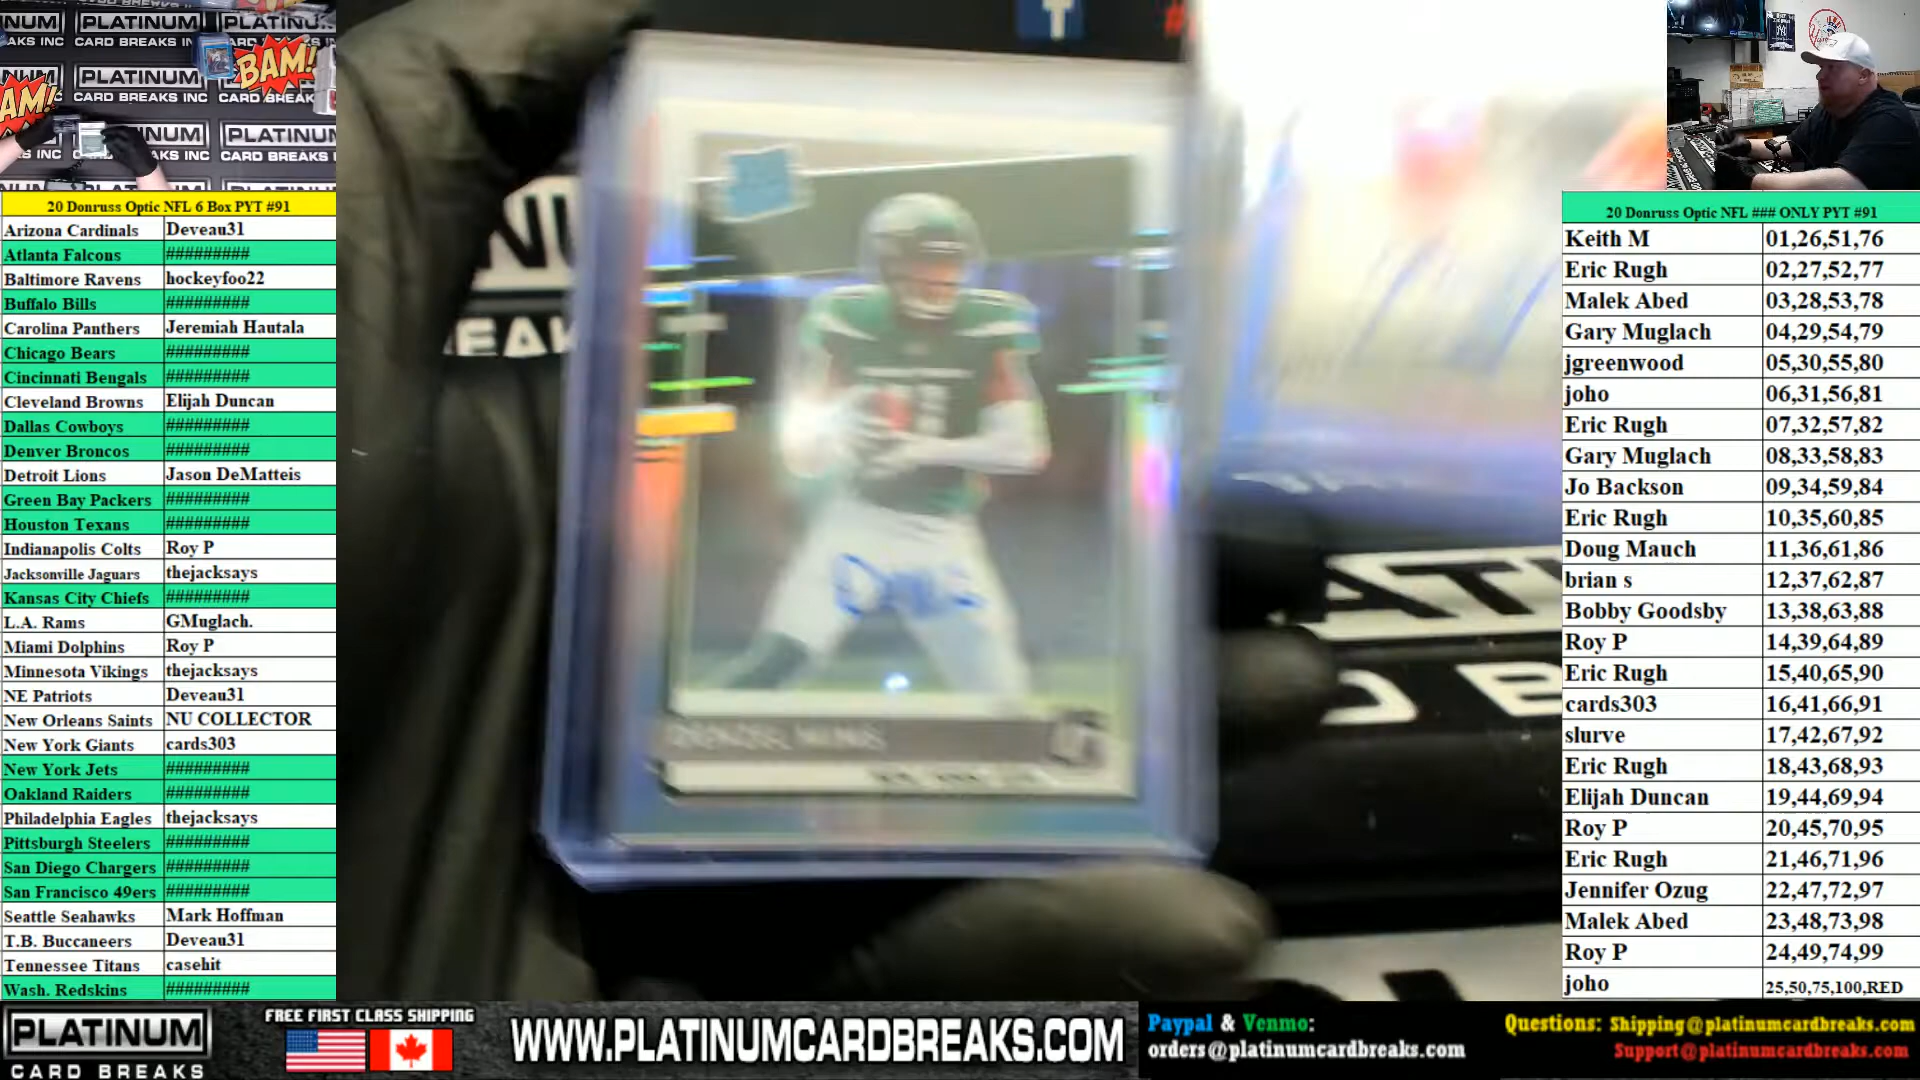 PLATINUM
CARD BREAKS INC
BAM!
20 Donruss Optic NFL 6 Box PYT #91
Arizona Cardinals Deveau31
Atlanta Falcons #########
Baltimore Ravens hockeyfoo22
Buffalo Bills #########
Carolina Panthers Jeremiah Hautala
Chicago Bears #########
Cincinnati Bengals #########
Cleveland Browns Elijah Duncan
Dallas Cowboys #########
Denver Broncos #########
Detroit Lions Jason DeMatteis
Green Bay Packers #########
Houston Texans #########
Indianapolis Colts Roy P
Jacksonville Jaguars thejacksays
Kansas City Chiefs #########
L.A. Rams GMuglach.
Miami Dolphins Roy P
Minnesota Vikings thejacksays
NE Patriots Deveau31
New Orleans Saints NU COLLECTOR
New York Giants cards303
New York Jets #########
Oakland Raiders #########
Philadelphia Eagles thejacksays
Pittsburgh Steelers #########
San Diego Chargers #########
San Francisco 49ers #########
Seattle Seahawks Mark Hoffman
T.B. Buccaneers Deveau31
Tennessee Titans casehit
Wash. Redskins #########
20 Donruss Optic NFL ### ONLY PYT #91
Keith M 01,26,51,76
Eric Rugh 02,27,52,77
Malek Abed 03,28,53,78
Gary Muglach 04,29,54,79
jgreenwood 05,30,55,80
joho 06,31,56,81
Eric Rugh 07,32,57,82
Gary Muglach 08,33,58,83
Jo Backson 09,34,59,84
Eric Rugh 10,35,60,85
Doug Mauch 11,36,61,86
brian s 12,37,62,87
Bobby Goodsby 13,38,63,88
Roy P 14,39,64,89
Eric Rugh 15,40,65,90
cards303 16,41,66,91
slurve 17,42,67,92
Eric Rugh 18,43,68,93
Elijah Duncan 19,44,69,94
Roy P 20,45,70,95
Eric Rugh 21,46,71,96
Jennifer Ozug 22,47,72,97
Malek Abed 23,48,73,98
Roy P 24,49,74,99
joho 25,50,75,100,RED
PLATINUM
CARD BREAKS
FREE FIRST CLASS SHIPPING
WWW.PLATINUMCARDBREAKS.COM
Paypal & Venmo:
orders@platinumcardbreaks.com
Questions: Shipping@platinumcardbreaks.com
Support@platinumcardbreaks.com